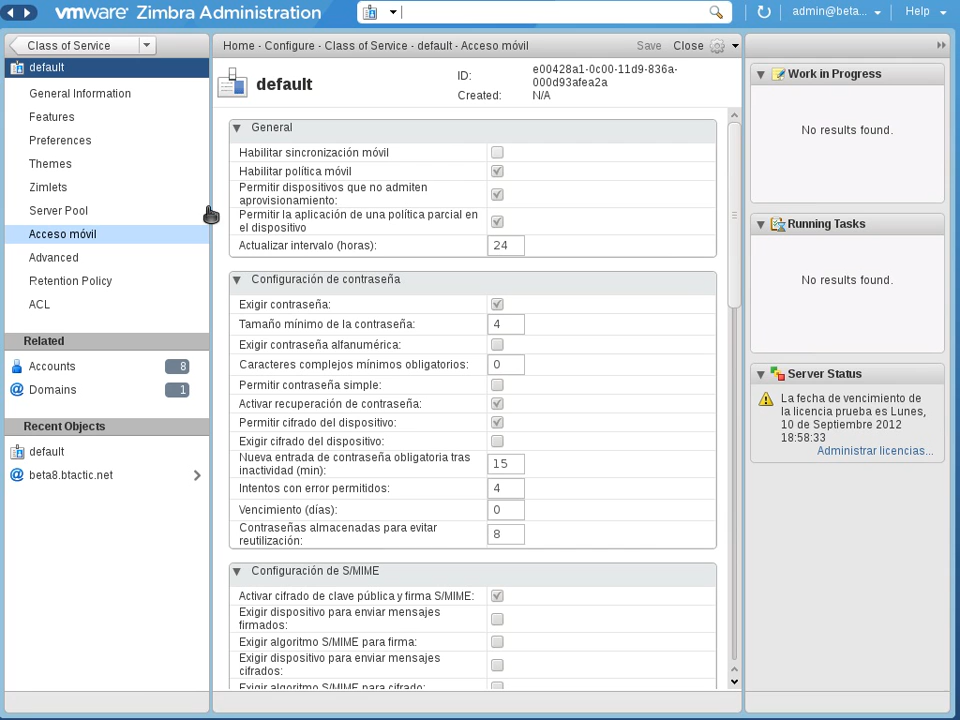 vmware Zimbra Administration
admin@beta...
Help
Class of Service
Home - Configure - Class of Service - default - Acceso móvil
Save
Close
default
General Information
Features
Preferences
Themes
Zimlets
Server Pool
Acceso móvil
Advanced
Retention Policy
ACL
Related
Accounts
8
Domains
1
Recent Objects
default
beta8.btactic.net
default
ID:
e00428a1-0c00-11d9-836a-
000d93afea2a
Created:
N/A
General
Habilitar sincronización móvil
Habilitar política móvil
Permitir dispositivos que no admiten
aprovisionamiento:
Permitir la aplicación de una política parcial en
el dispositivo
Actualizar intervalo (horas):
24
Configuración de contraseña
Exigir contraseña:
Tamaño mínimo de la contraseña:
4
Exigir contraseña alfanumérica:
Caracteres complejos mínimos obligatorios:
0
Permitir contraseña simple:
Activar recuperación de contraseña:
Permitir cifrado del dispositivo:
Exigir cifrado del dispositivo:
Nueva entrada de contraseña obligatoria tras
inactividad (min):
15
Intentos con error permitidos:
4
Vencimiento (días):
0
Contraseñas almacenadas para evitar
reutilización:
8
Configuración de S/MIME
Activar cifrado de clave pública y firma S/MIME:
Exigir dispositivo para enviar mensajes
firmados:
Exigir algoritmo S/MIME para firma:
Exigir dispositivo para enviar mensajes
cifrados:
Exigir algoritmo S/MIME para cifrado:
Work in Progress
No results found.
Running Tasks
No results found.
Server Status
La fecha de vencimiento de
la licencia prueba es Lunes,
10 de Septiembre 2012
18:58:33
Administrar licencias...